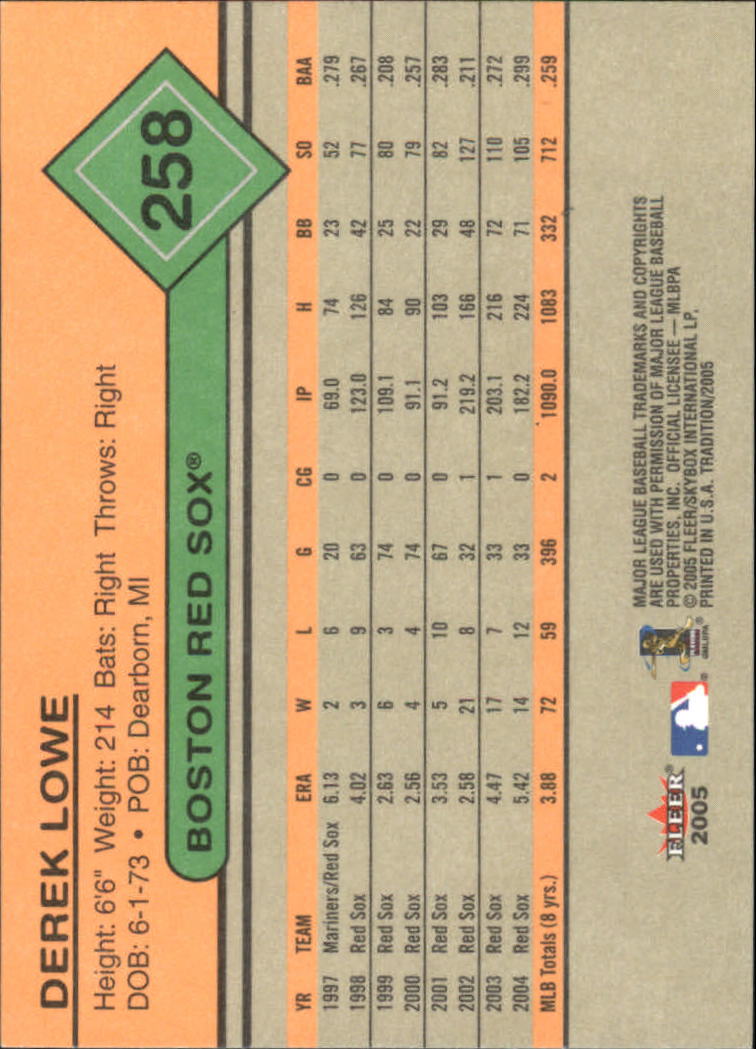 DEREK LOWE
Height: 6'6" Weight: 214 Bats: Right Throws: Right
DOB: 6-1-73 • POB: Dearborn, MI
258
BOSTON RED SOX®
YR TEAM ERA W L G CG IP H BB SO BAA
1997 Mariners/Red Sox 6.13 2 6 20 0 69.0 74 23 52 .279
1998 Red Sox 4.02 3 9 63 0 123.0 126 42 77 .267
1999 Red Sox 2.63 6 3 74 0 109.1 84 25 80 .208
2000 Red Sox 2.56 4 4 74 0 91.1 90 22 79 .257
2001 Red Sox 3.53 5 10 67 0 91.2 103 29 82 .283
2002 Red Sox 2.58 21 8 32 1 219.2 166 48 127 .211
2003 Red Sox 4.47 17 7 33 1 203.1 216 72 110 .272
2004 Red Sox 5.42 14 12 33 0 182.2 224 71 105 .299
MLB Totals (8 yrs.) 3.88 72 59 396 2 1090.0 1083 332 712 .259
FLEER®
2005
MAJOR LEAGUE BASEBALL TRADEMARKS AND COPYRIGHTS
ARE USED WITH PERMISSION OF MAJOR LEAGUE BASEBALL
PROPERTIES, INC. OFFICIAL LICENSEE — MLBPA
© 2005 FLEER/SKYBOX INTERNATIONAL LP,
PRINTED IN U.S.A. TRADITION/2005